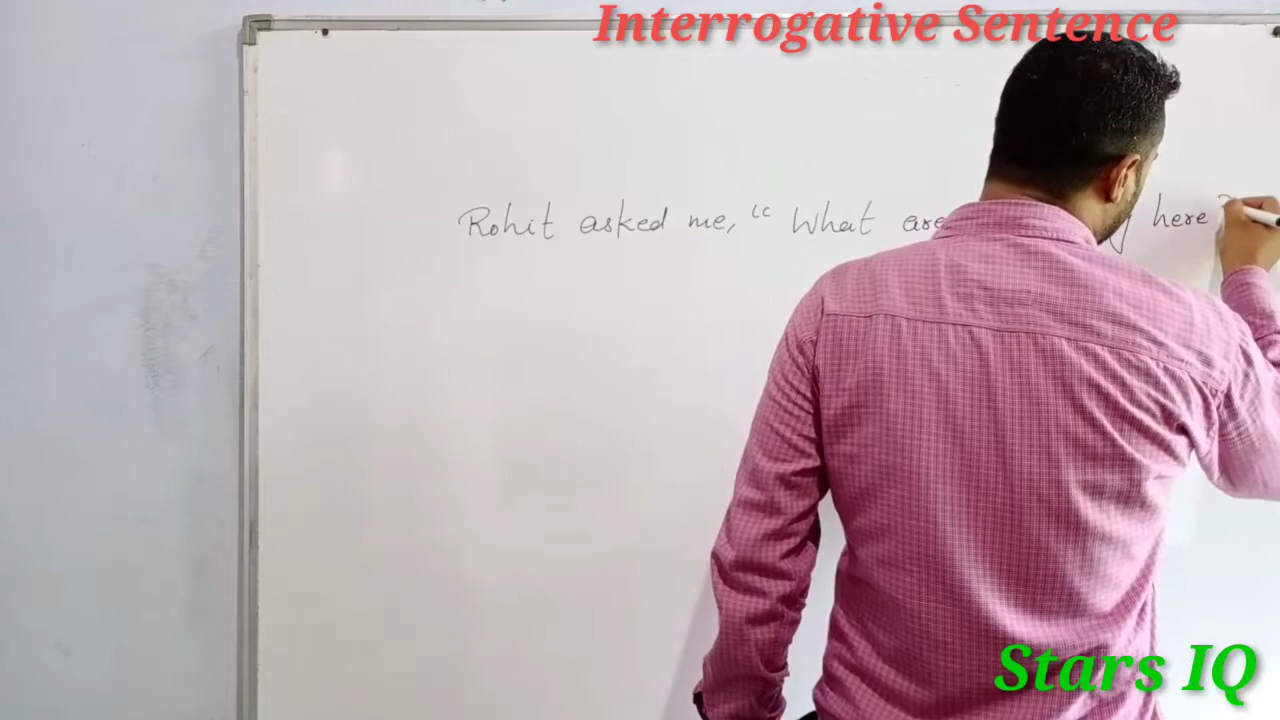 Interrogative Sentence
Rohit asked me, “ What are here ?
Stars IQ